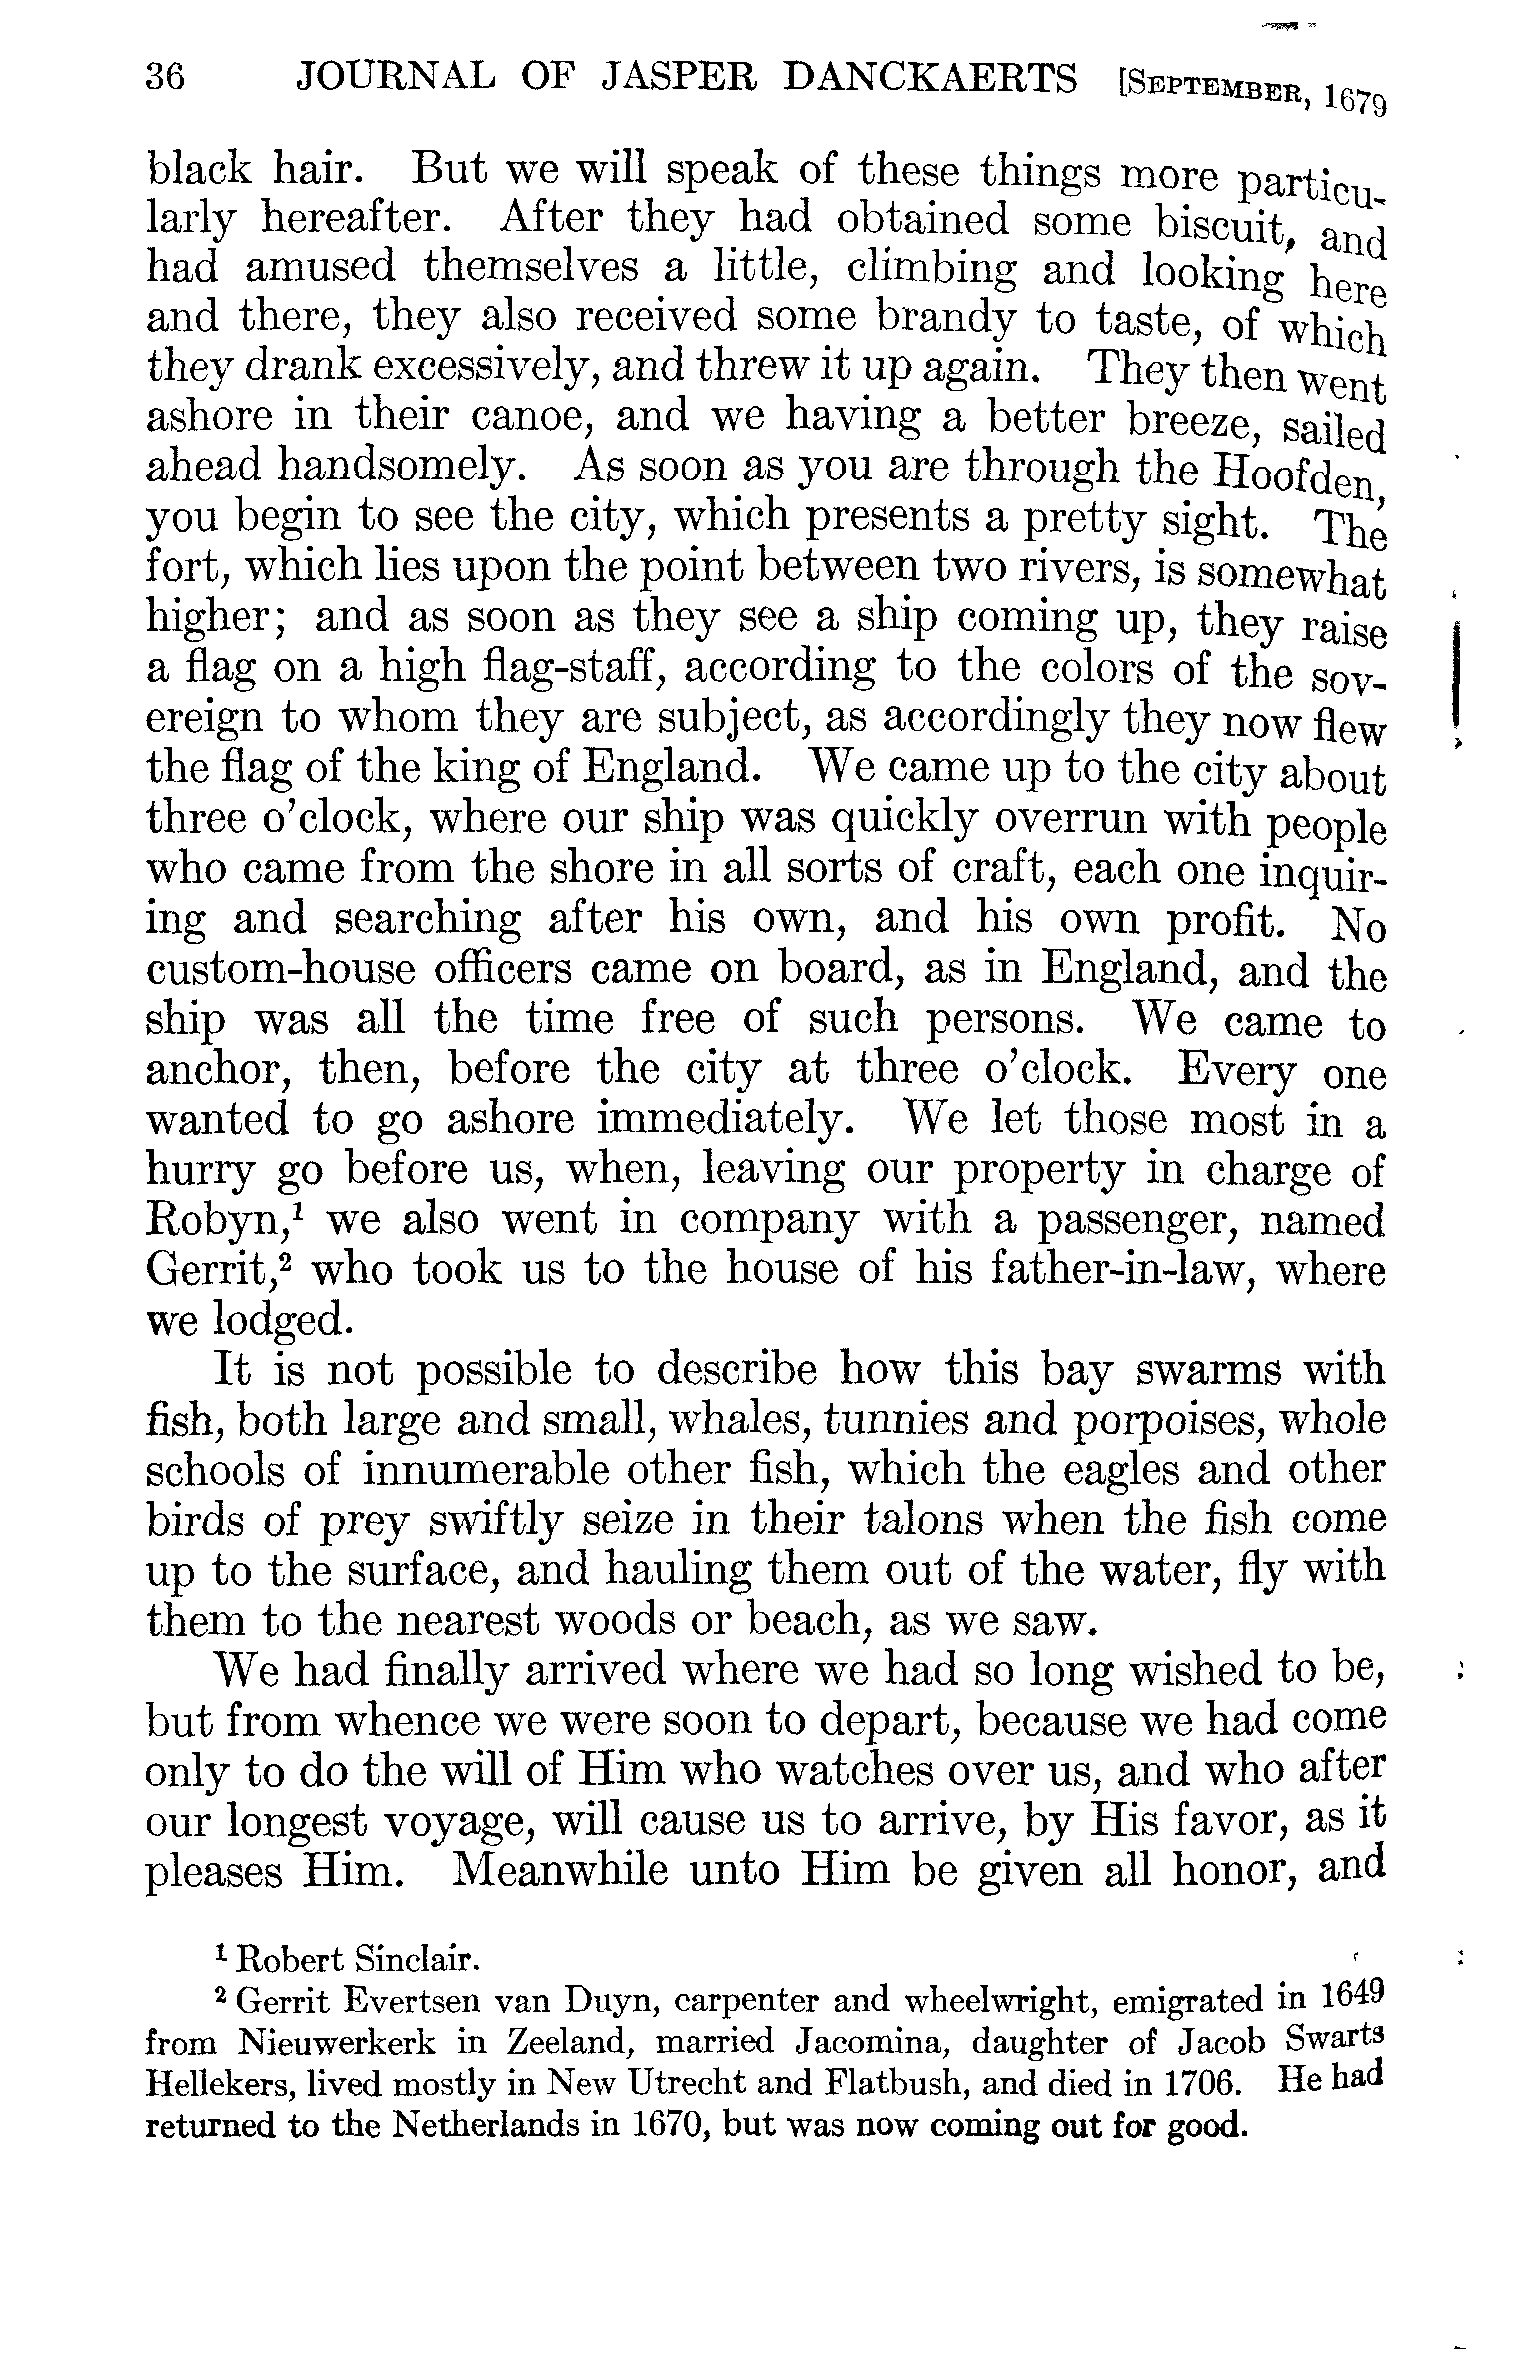 36 JOURNAL OF JASPER DANCKAERTS [SEPTEMBER, 1679
black hair. But we will speak of these things more particu-
larly hereafter. After they had obtained some biscuit, and
had amused themselves a little, climbing and looking here
and there, they also received some brandy to taste, of which
they drank excessively, and threw it up again. They then went
ashore in their canoe, and we having a better breeze, sailed
ahead handsomely. As soon as you are through the Hoofden,
you begin to see the city, which presents a pretty sight. The
fort, which lies upon the point between two rivers, is somewhat
higher; and as soon as they see a ship coming up, they raise
a flag on a high flag-staff, according to the colors of the sov-
ereign to whom they are subject, as accordingly they now flew
the flag of the king of England. We came up to the city about
three o'clock, where our ship was quickly overrun with people
who came from the shore in all sorts of craft, each one inquir-
ing and searching after his own, and his own profit. No
custom-house officers came on board, as in England, and the
ship was all the time free of such persons. We came to
anchor, then, before the city at three o'clock. Every one
wanted to go ashore immediately. We let those most in a
hurry go before us, when, leaving our property in charge of
Robyn,¹ we also went in company with a passenger, named
Gerrit,² who took us to the house of his father-in-law, where
we lodged.
It is not possible to describe how this bay swarms with
fish, both large and small, whales, tunnies and porpoises, whole
schools of innumerable other fish, which the eagles and other
birds of prey swiftly seize in their talons when the fish come
up to the surface, and hauling them out of the water, fly with
them to the nearest woods or beach, as we saw.
We had finally arrived where we had so long wished to be,
but from whence we were soon to depart, because we had come
only to do the will of Him who watches over us, and who after
our longest voyage, will cause us to arrive, by His favor, as it
pleases Him. Meanwhile unto Him be given all honor, and
¹ Robert Sinclair.
² Gerrit Evertsen van Duyn, carpenter and wheelwright, emigrated in 1649
from Nieuwerkerk in Zeeland, married Jacomina, daughter of Jacob Swarts
Hellekers, lived mostly in New Utrecht and Flatbush, and died in 1706. He had
returned to the Netherlands in 1670, but was now coming out for good.